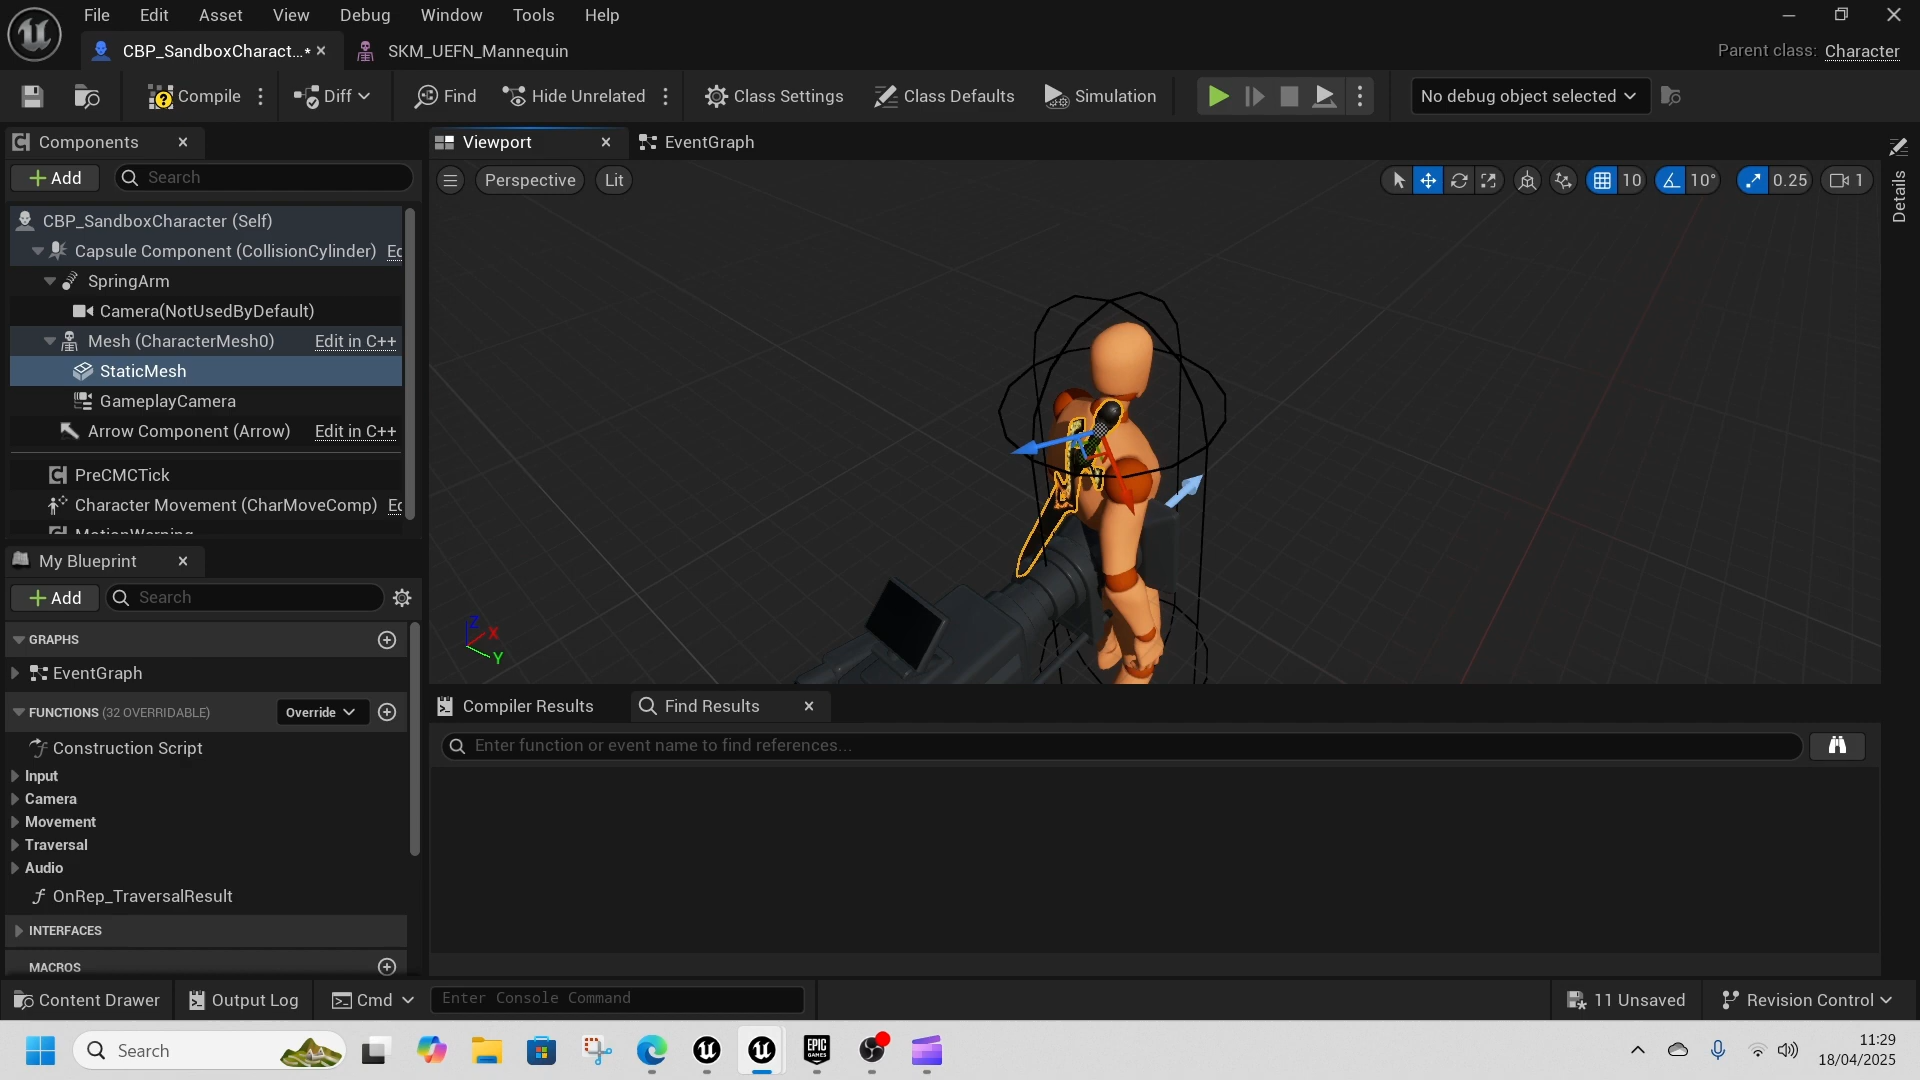 File Edit Asset View Debug Window Tools Help
CBP_SandboxCharact...* SKM_UEFN_Mannequin
Parent class: Character
Compile Diff Find Hide Unrelated Class Settings Class Defaults Simulation No debug object selected
Components
Add Search
CBP_SandboxCharacter (Self)
Capsule Component (CollisionCylinder) Ec
SpringArm
Camera(NotUsedByDefault)
Mesh (CharacterMesh0) Edit in C++
StaticMesh
GameplayCamera
Arrow Component (Arrow) Edit in C++
PreCMCTick
Character Movement (CharMoveComp) Ec
MotionWarping
My Blueprint
Add Search
GRAPHS
EventGraph
FUNCTIONS (32 OVERRIDABLE) Override
Construction Script
Input
Camera
Movement
Traversal
Audio
OnRep_TraversalResult
INTERFACES
MACROS
Viewport EventGraph
Perspective Lit
10 10° 0.25 1
Details
Z X Y
Compiler Results Find Results
Enter function or event name to find references...
Content Drawer Output Log Cmd Enter Console Command 11 Unsaved Revision Control
Search
EPIC GAMES
11:29
18/04/2025